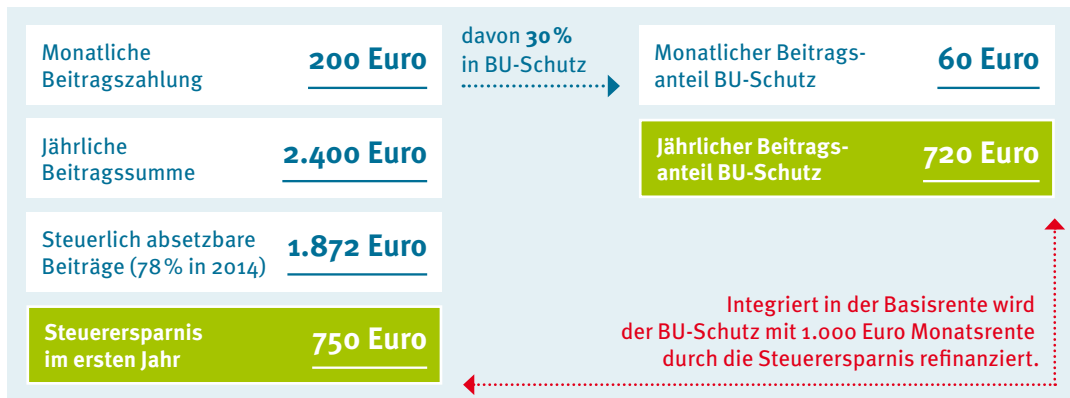 Monatliche
Beitragszahlung
200 Euro
davon 30 %
in BU-Schutz
Monatlicher Beitrags-
anteil BU-Schutz
60 Euro
Jährliche
Beitragssumme
2.400 Euro
Jährlicher Beitrags-
anteil BU-Schutz
720 Euro
Steuerlich absetzbare
Beiträge (78 % in 2014)
1.872 Euro
Steuerersparnis
im ersten Jahr
750 Euro
Integriert in der Basisrente wird
der BU-Schutz mit 1.000 Euro Monatsrente
durch die Steuerersparnis refinanziert.